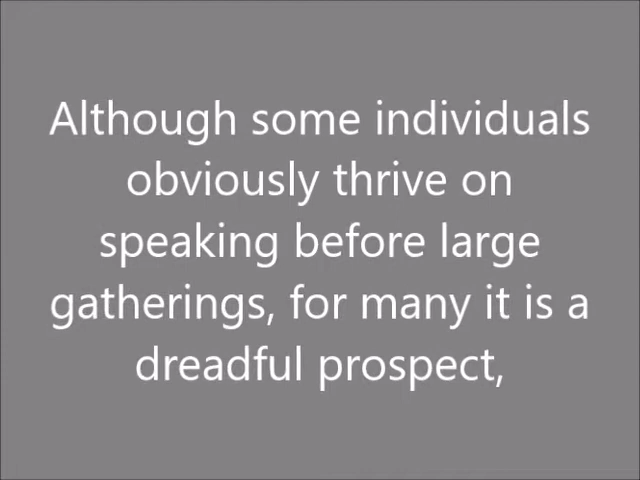 Although some individuals
obviously thrive on
speaking before large
gatherings, for many it is a
dreadful prospect,